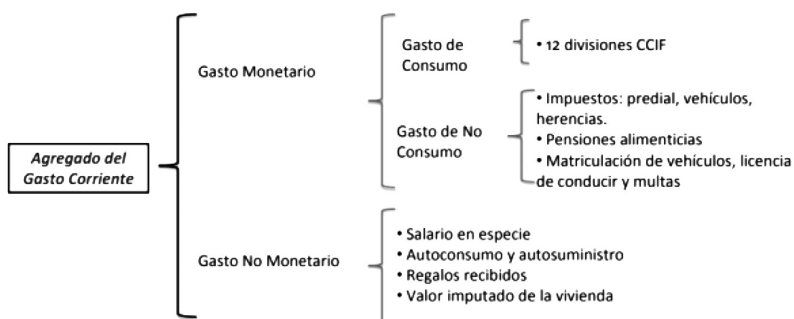 Agregado del
Gasto Corriente
Gasto Monetario
Gasto de
Consumo
• 12 divisiones CCIF
Gasto de No
Consumo
• Impuestos: predial, vehículos,
herencias.
• Pensiones alimenticias
• Matriculación de vehículos, licencia
de conducir y multas
Gasto No Monetario
• Salario en especie
• Autoconsumo y autosuministro
• Regalos recibidos
• Valor imputado de la vivienda